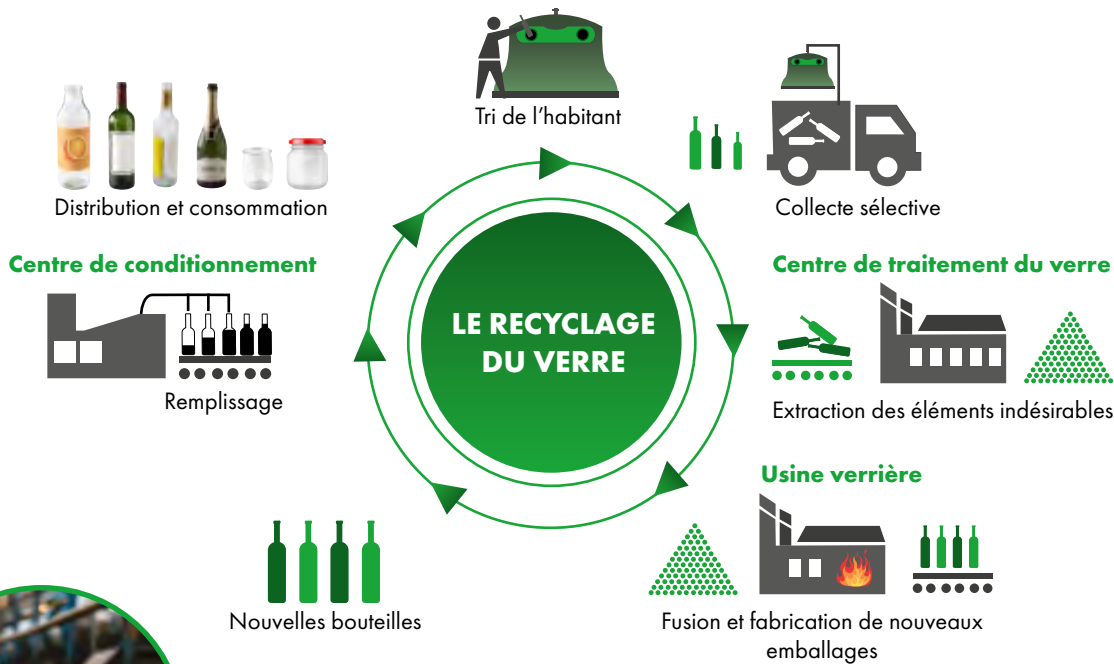 Tri de l'habitant
Collecte sélective
Distribution et consommation
Centre de conditionnement
Remplissage
LE RECYCLAGE
DU VERRE
Centre de traitement du verre
Extraction des éléments indésirables
Usine verrière
Fusion et fabrication de nouveaux
emballages
Nouvelles bouteilles